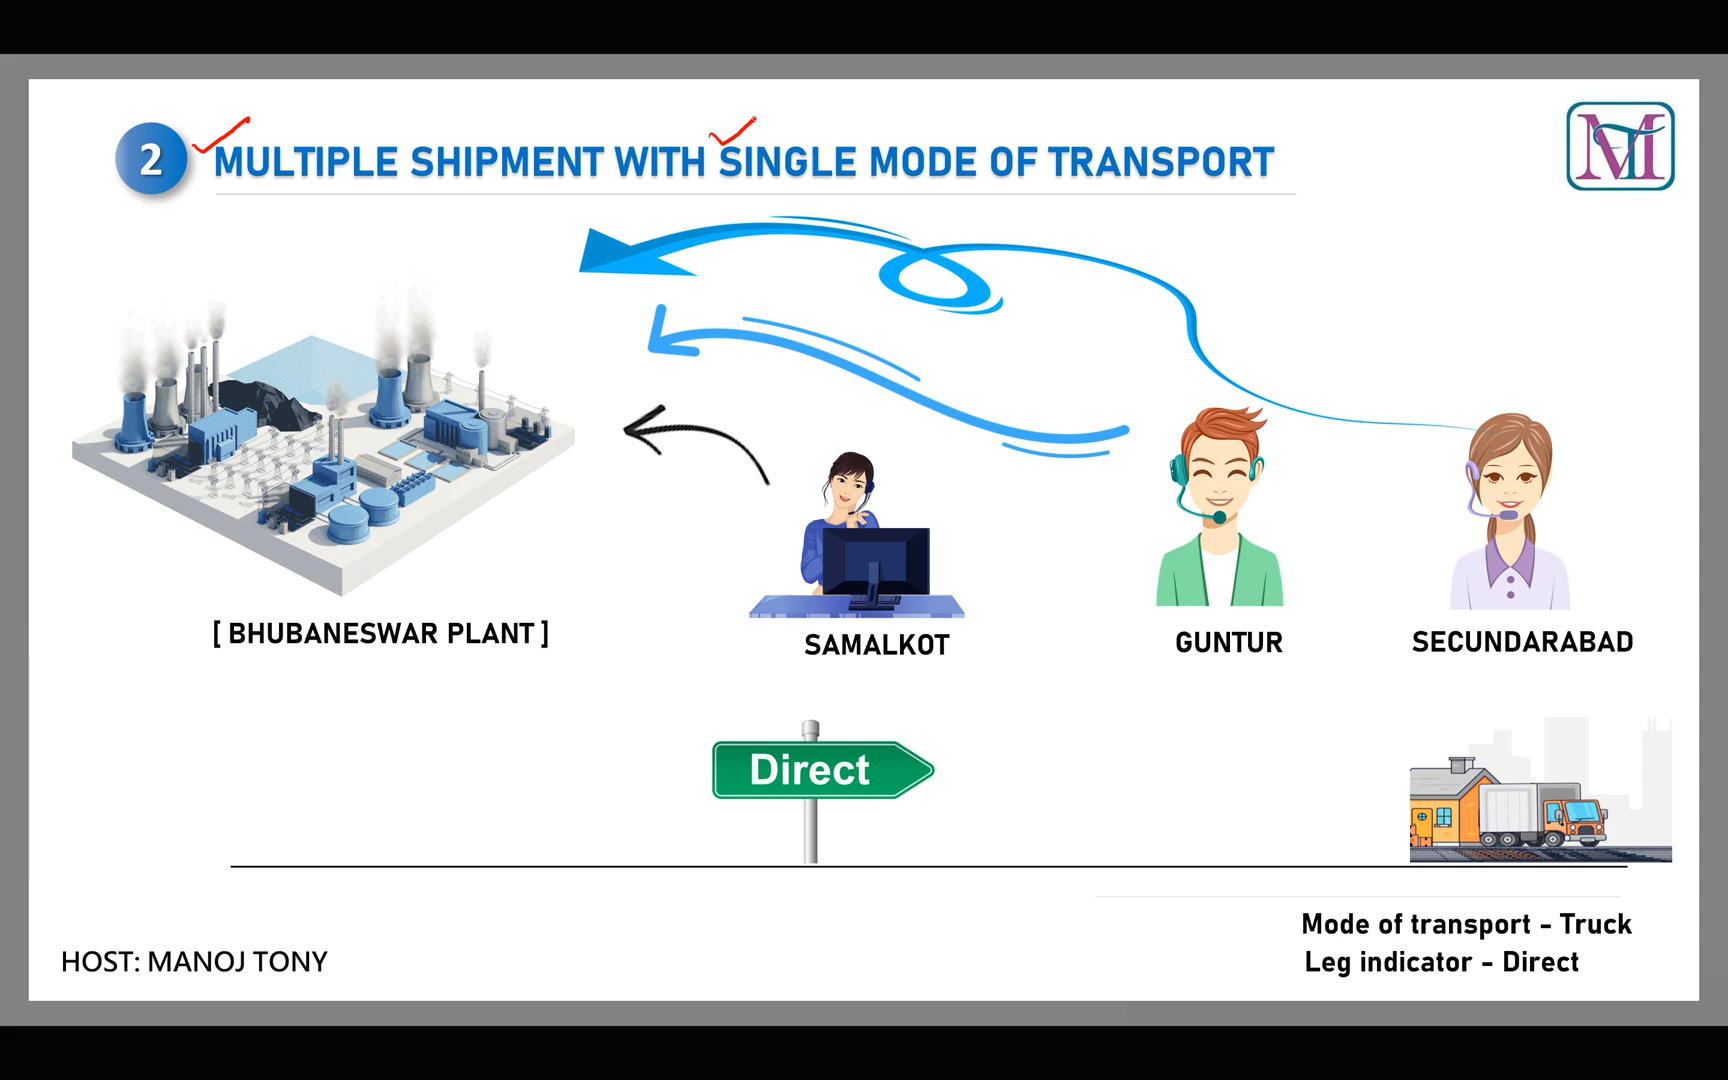 2
MULTIPLE SHIPMENT WITH SINGLE MODE OF TRANSPORT
MT
[ BHUBANESWAR PLANT ]
SAMALKOT
GUNTUR
SECUNDARABAD
Direct
Mode of transport - Truck
Leg indicator - Direct
HOST: MANOJ TONY